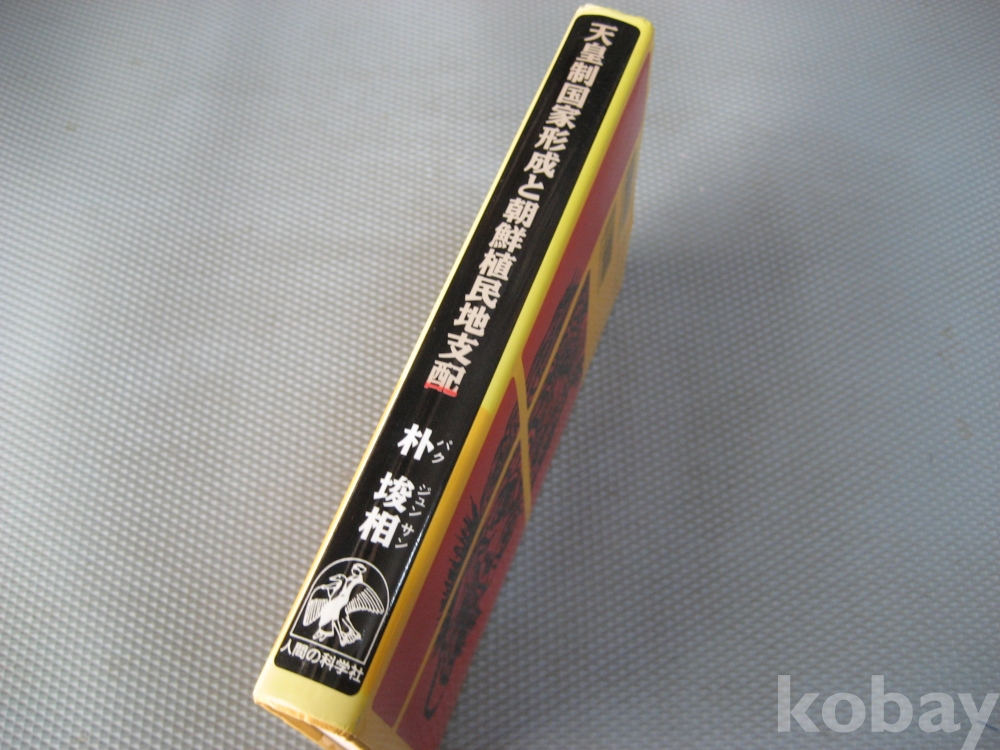 天皇制国家形成と朝鮮植民地支配
朴 埈相
パク ジュン サン
人間の科学社
kobay